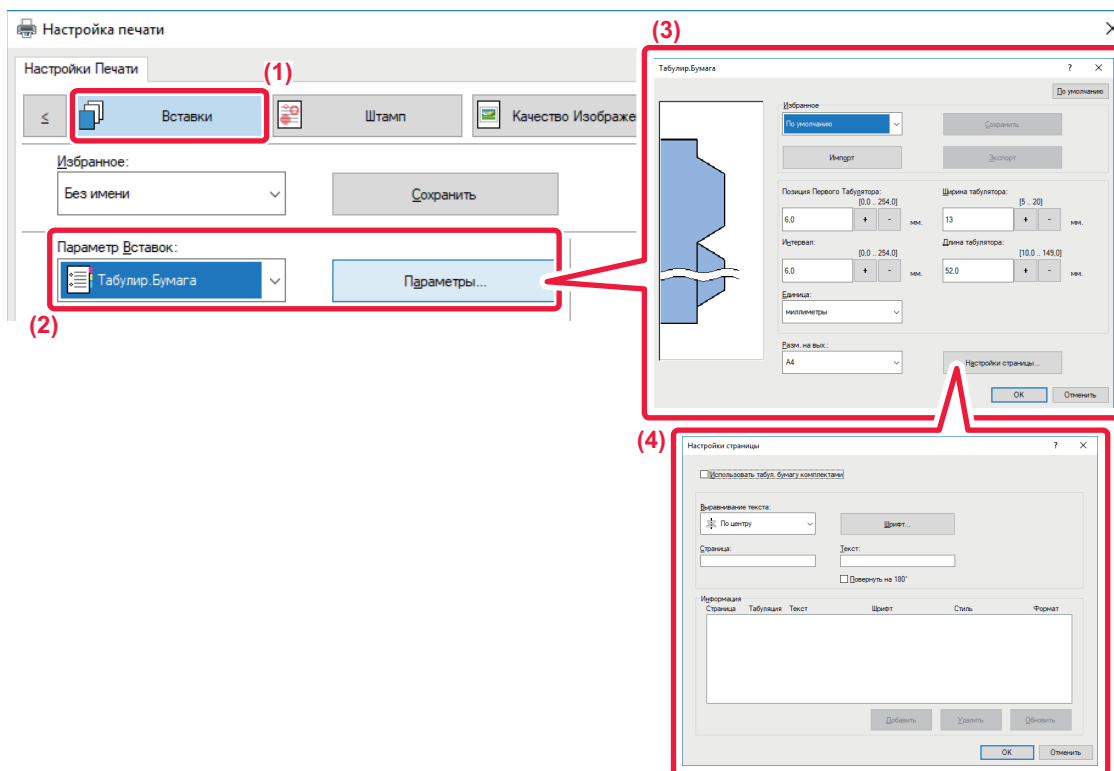 Настройка печати
Настройки Печати
(1)
≤
Вставки
Штамп
Качество Изображе
Избранное:
Без имени
Сохранить
Параметр Вставок:
Табулир.Бумага
Параметры...
(2)
(3)
Табулир.Бумага
? X
По умолчанию
Избранное
По умолчанию
Сохранить
Импорт
Экспорт
Позиция Первого Табулятора:
[0.0 .. 254.0]
6,0
+ -
мм.
Ширина табулятора:
[5 .. 20]
13
+ -
мм.
Интервал:
[0.0 .. 254.0]
6,0
+ -
мм.
Длина табулятора:
[10.0 .. 149.0]
52,0
+ -
мм.
Единица:
миллиметры
Разм. на вых.:
A4
Настройки страницы...
OK
Отменить
(4)
Настройки страницы
? X
Использовать табул. бумагу комплектами
Выравнивание текста:
По центру
Шрифт...
Страница:
Текст:
Повернуть на 180°
Информация
Страница Табуляция Текст Шрифт Стиль Формат
Добавить
Удалить
Обновить
OK
Отменить